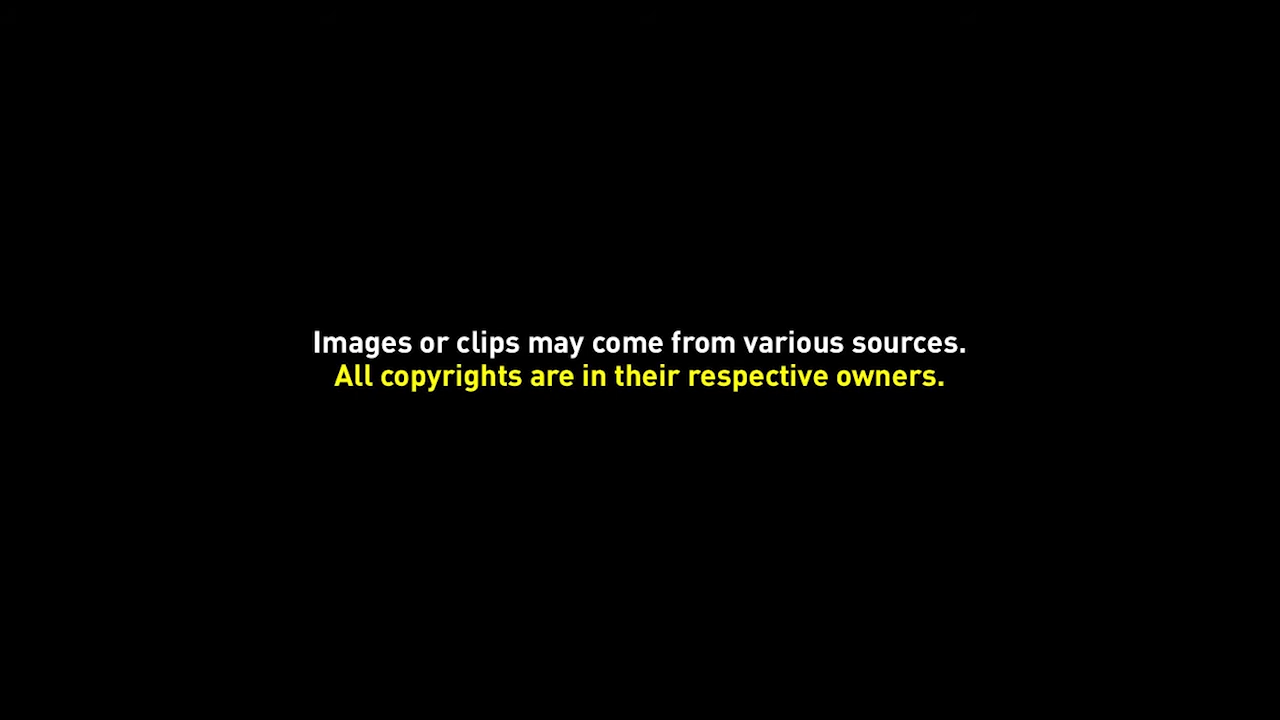 Images or clips may come from various sources.
All copyrights are in their respective owners.